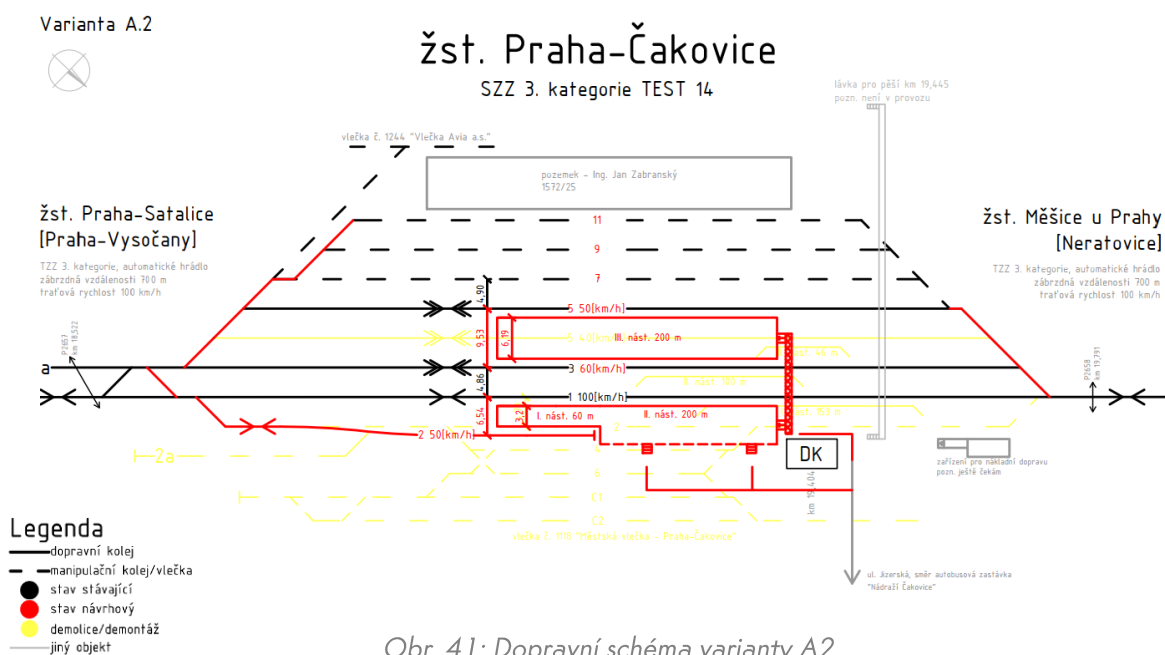 Varianta A.2
žst. Praha-Čakovice
SZZ 3. kategorie TEST 14
lávka pro pěší km 19,445
pozn. není v provozu
vlečka č. 1244 "Vlečka Avia a.s."
pozemek - Ing. Jan Zabranský
1572/25
žst. Praha-Satalice
[Praha-Vysočany]
TZZ 3. kategorie, automatické hrádlo
zábrzdná vzdálenosti 700 m
traťová rychlost 100 km/h
žst. Měšice u Prahy
[Neratovice]
TZZ 3. kategorie, automatické hrádlo
zábrzdná vzdálenosti 700 m
traťová rychlost 100 km/h
11
9
7
4,90
5 50[km/h]
P2657
km 18,522
9,53
6,19
III. nást. 200 m
P2658
km 19,791
a
3 60[km/h]
4,86
1 100[km/h]
6,54
3,2
I. nást. 60 m
II. nást. 200 m
2
2 50[km/h]
2a
4
DK
km 19,404
zařízení pro nákladní dopravu
pozn. ještě čekám
6
C2
vlečka č. 1110 "Městská vlečka - Praha-Čakovice"
ul. Jizerská, směr autobusová zastávka
"Nádraží Čakovice"
Legenda
dopravní kolej
manipulační kolej/vlečka
stav stávající
stav návrhový
demolice/demontáž
jiný objekt
Obr. 41: Dopravní schéma varianty A2